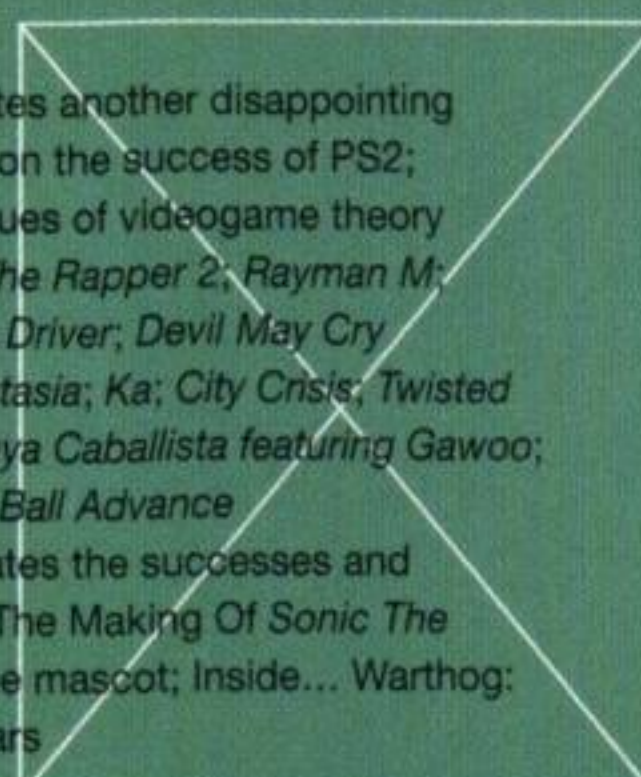 tes another disappointing
on the success of PS2;
ues of videogame theory
he Rapper 2; Rayman M;
Driver; Devil May Cry
tasia; Ka; City Crisis; Twisted
ya Caballista featuring Gawoo;
Ball Advance
ates the successes and
The Making Of Sonic The
e mascot; Inside... Warthog:
ars